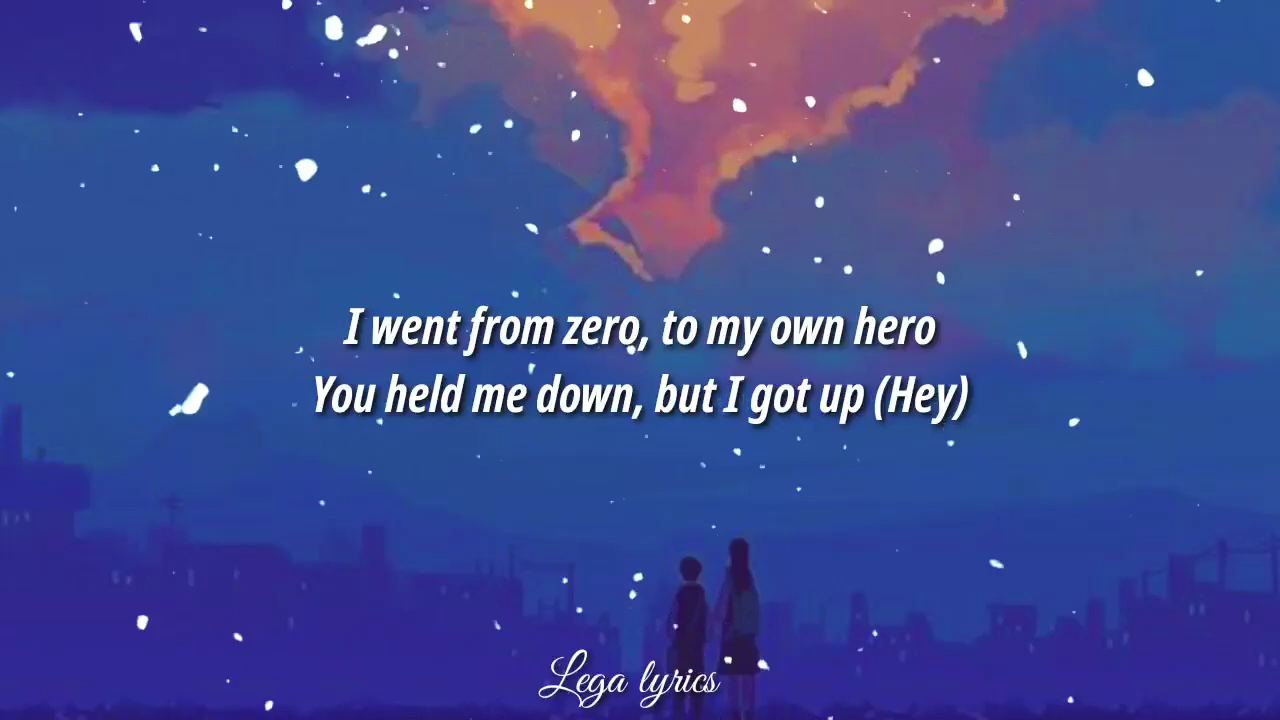 I went from zero, to my own hero
You held me down, but I got up (Hey)
Lega lyrics